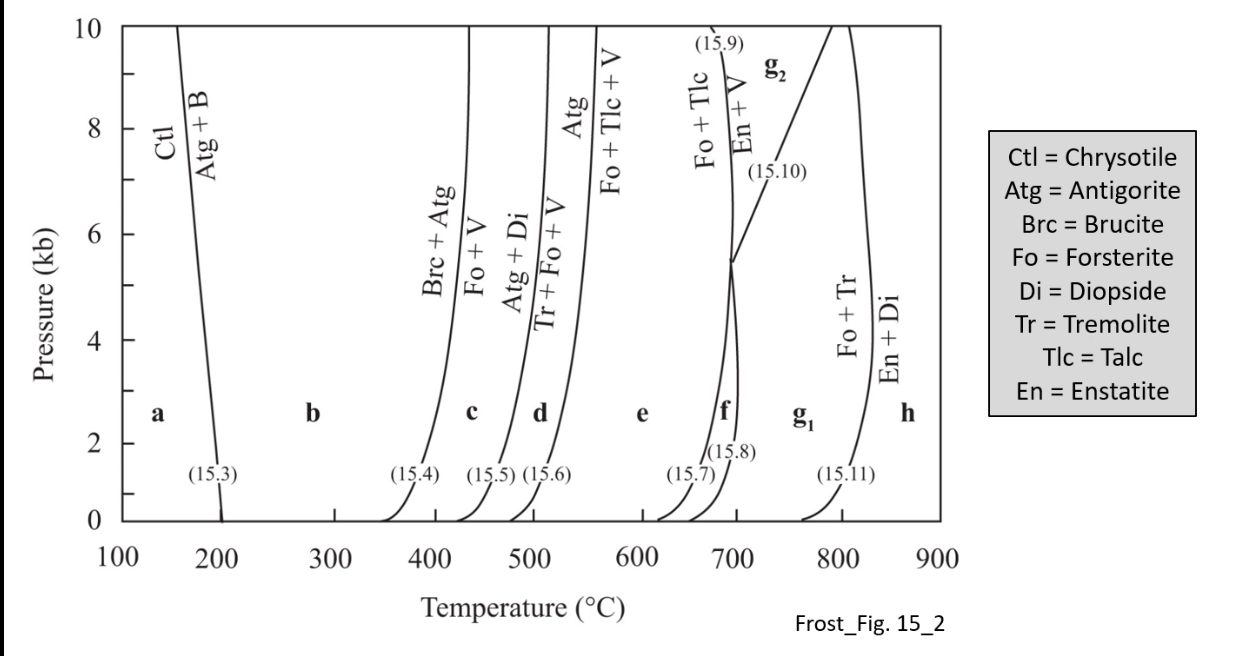 10
8
6
4
2
0
Pressure (kb)
100
200
300
400
500
600
700
800
900
Temperature (°C)
Ctl
Atg + B
Brc + Atg
Fo + V
Atg + Di
Tr + Fo + V
Atg
Fo + Tlc + V
Fo + Tlc
En + V
Fo + Tr
En + Di
(15.9)
g2
(15.10)
a
b
c
d
e
f
g1
h
(15.3)
(15.4)
(15.5)
(15.6)
(15.7)
(15.8)
(15.11)
Frost_Fig. 15_2
Ctl = Chrysotile
Atg = Antigorite
Brc = Brucite
Fo = Forsterite
Di = Diopside
Tr = Tremolite
Tlc = Talc
En = Enstatite